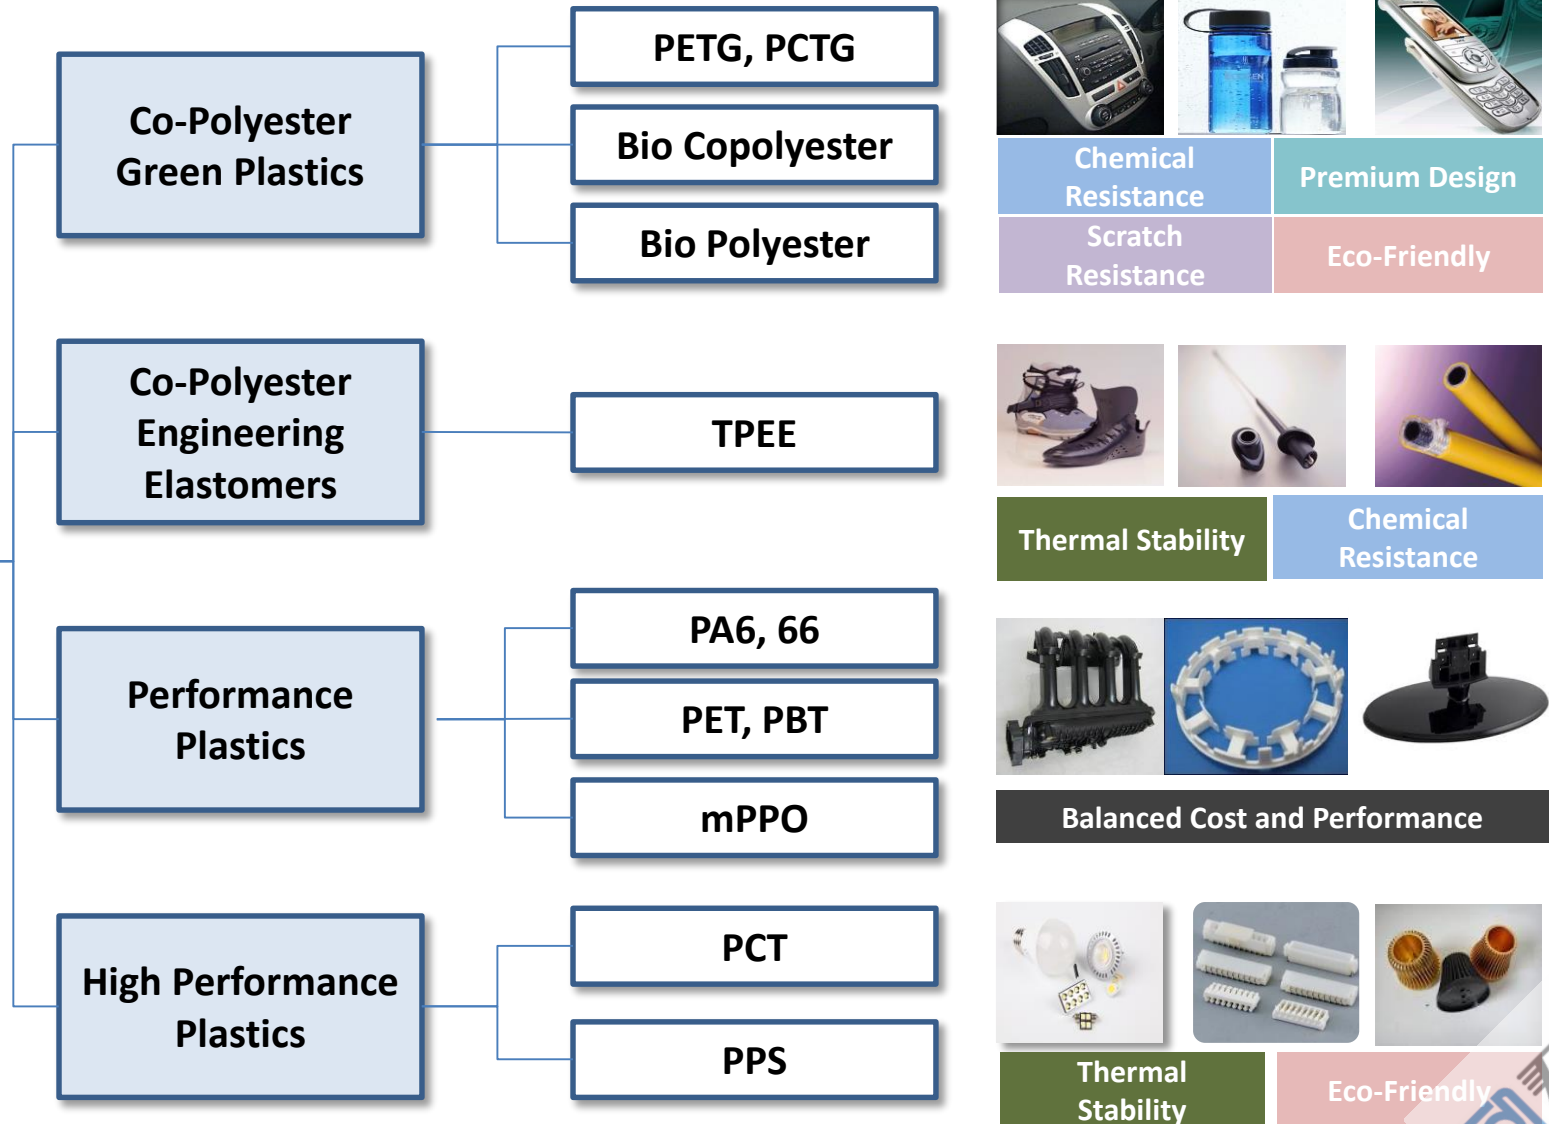 Co-Polyester
Green Plastics
PETG, PCTG
Bio Copolyester
Bio Polyester
Chemical
Resistance
Premium Design
Scratch
Resistance
Eco-Friendly
Co-Polyester
Engineering
Elastomers
TPEE
Thermal Stability
Chemical
Resistance
Performance
Plastics
PA6, 66
PET, PBT
mPPO
Balanced Cost and Performance
High Performance
Plastics
PCT
PPS
Thermal
Stability
Eco-Friendly